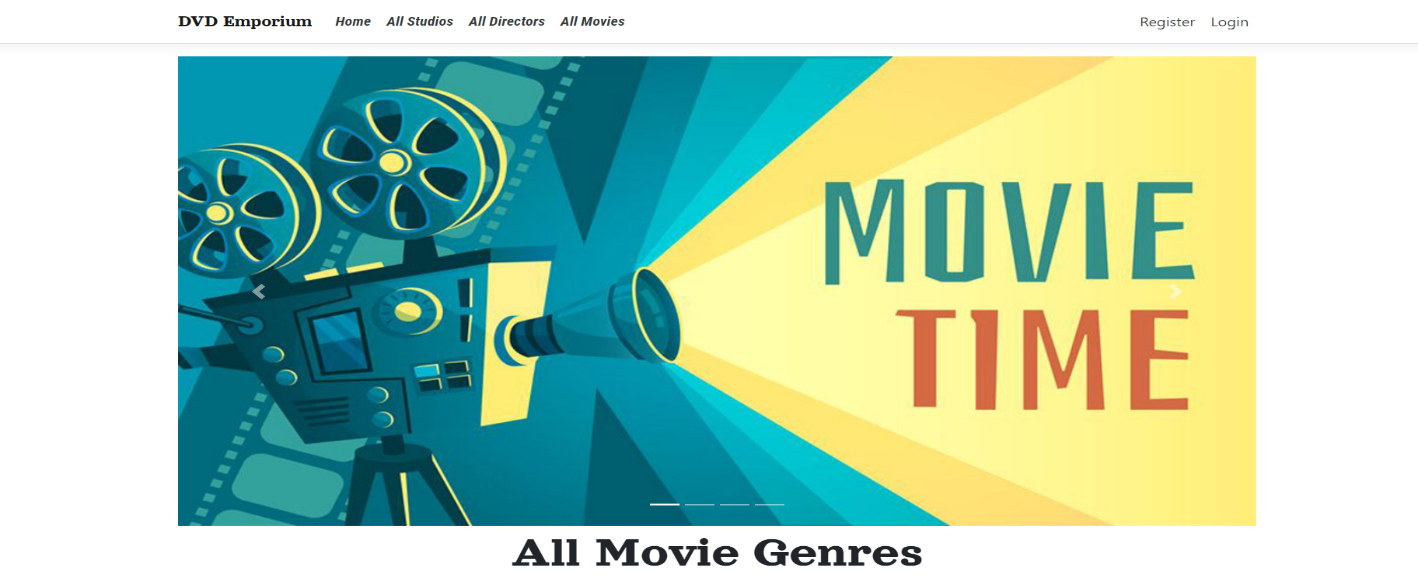 DVD Emporium Home All Studios All Directors All Movies Register Login
MOVIE
TIME
All Movie Genres